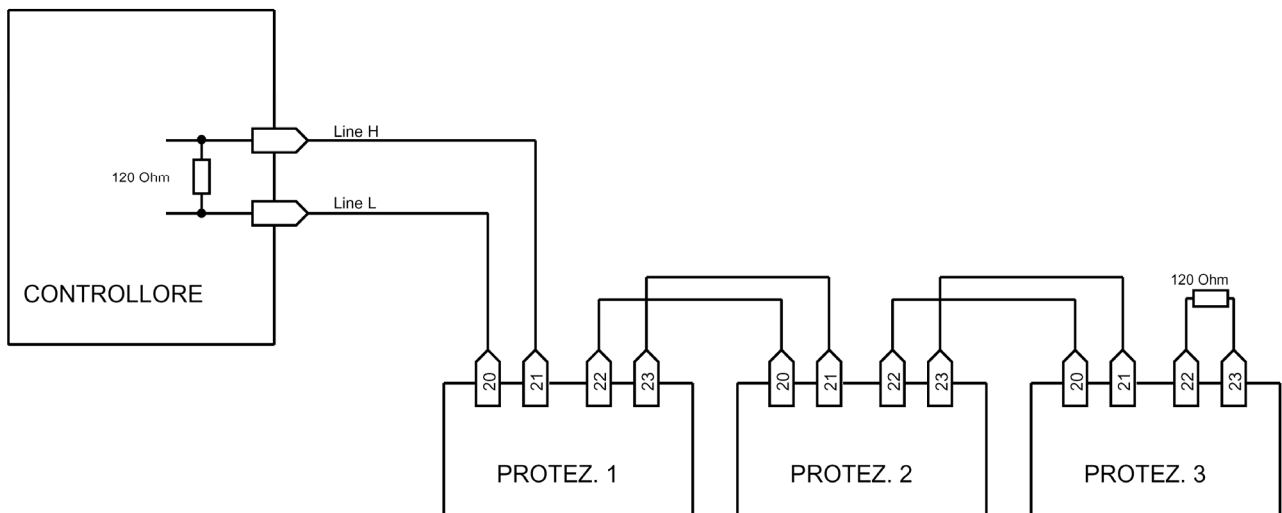 Line H
120 Ohm
Line L
CONTROLLORE
120 Ohm
20 21 22 23 20 21 22 23 20 21 22 23
PROTEZ. 1 PROTEZ. 2 PROTEZ. 3